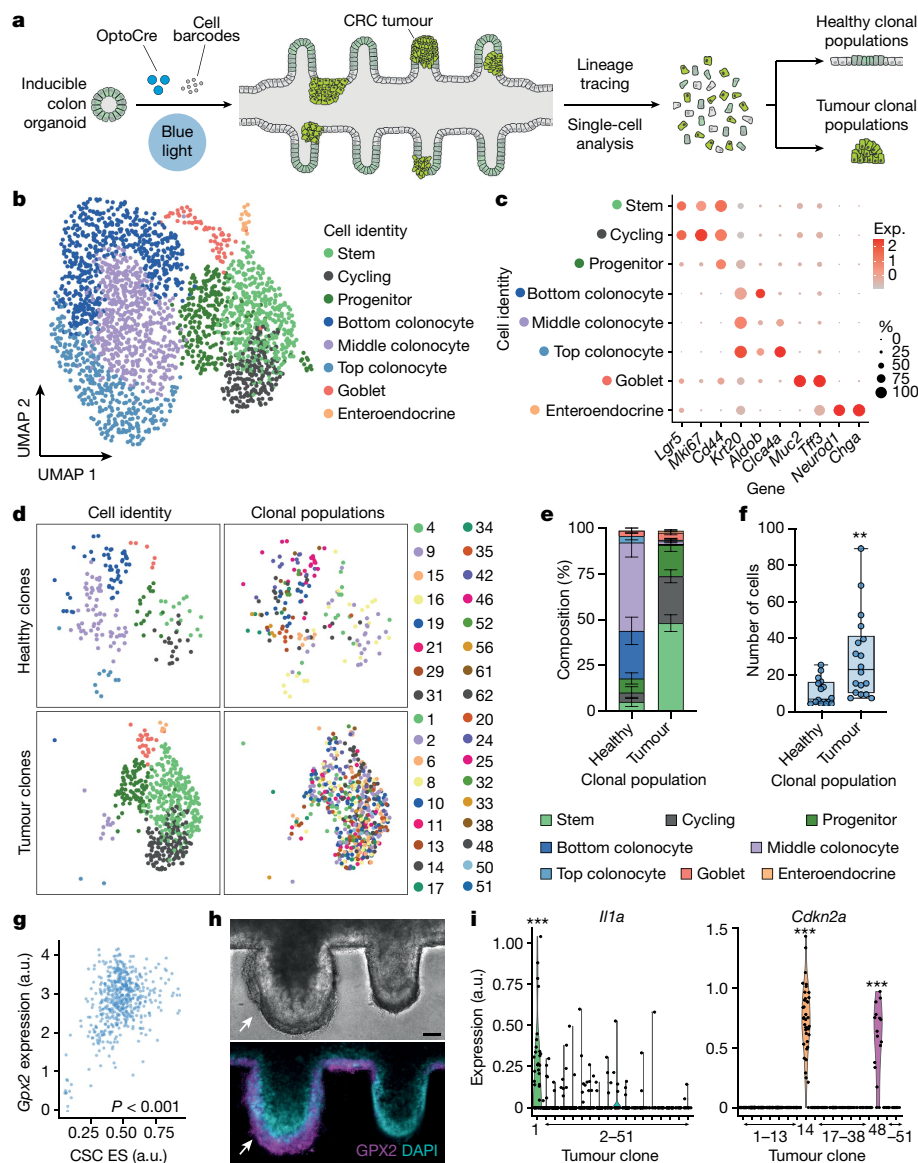 a
OptoCre
Cell
barcodes
Inducible
colon
organoid
Blue
light
CRC tumour
Lineage
tracing
Single-cell
analysis
Healthy clonal
populations
Tumour clonal
populations
b
UMAP 2
UMAP 1
Cell identity
Stem
Cycling
Progenitor
Bottom colonocyte
Middle colonocyte
Top colonocyte
Goblet
Enteroendocrine
c
Cell identity
Stem
Cycling
Progenitor
Bottom colonocyte
Middle colonocyte
Top colonocyte
Goblet
Enteroendocrine
Lgr5
Mki67
Cd44
Krt20
Aldob
Clca4a
Muc2
Tff3
Neurod1
Chga
Gene
Exp.
2
1
0
%
0
25
50
75
100
d
Cell identity
Clonal populations
Healthy clones
Tumour clones
4 34
9 35
15 42
16 46
19 52
21 56
29 61
31 62
1 20
2 24
6 25
8 32
10 33
11 38
13 48
14 50
17 51
e
Composition (%)
100
75
50
25
0
Healthy
Tumour
Clonal population
f
Number of cells
100
80
60
40
20
0
**
Healthy
Tumour
Clonal population
Stem
Cycling
Progenitor
Bottom colonocyte
Middle colonocyte
Top colonocyte
Goblet
Enteroendocrine
g
Gpx2 expression (a.u.)
4
3
2
1
0
P < 0.001
0.25 0.50 0.75
CSC ES (a.u.)
h
GPX2 DAPI
i
Il1a
Expression (a.u.)
1.00
0.75
0.50
0.25
0
***
1
2–51
Tumour clone
Cdkn2a
1.5
1.0
0.5
0
***
***
1–13
14
17–38
48
–51
Tumour clone